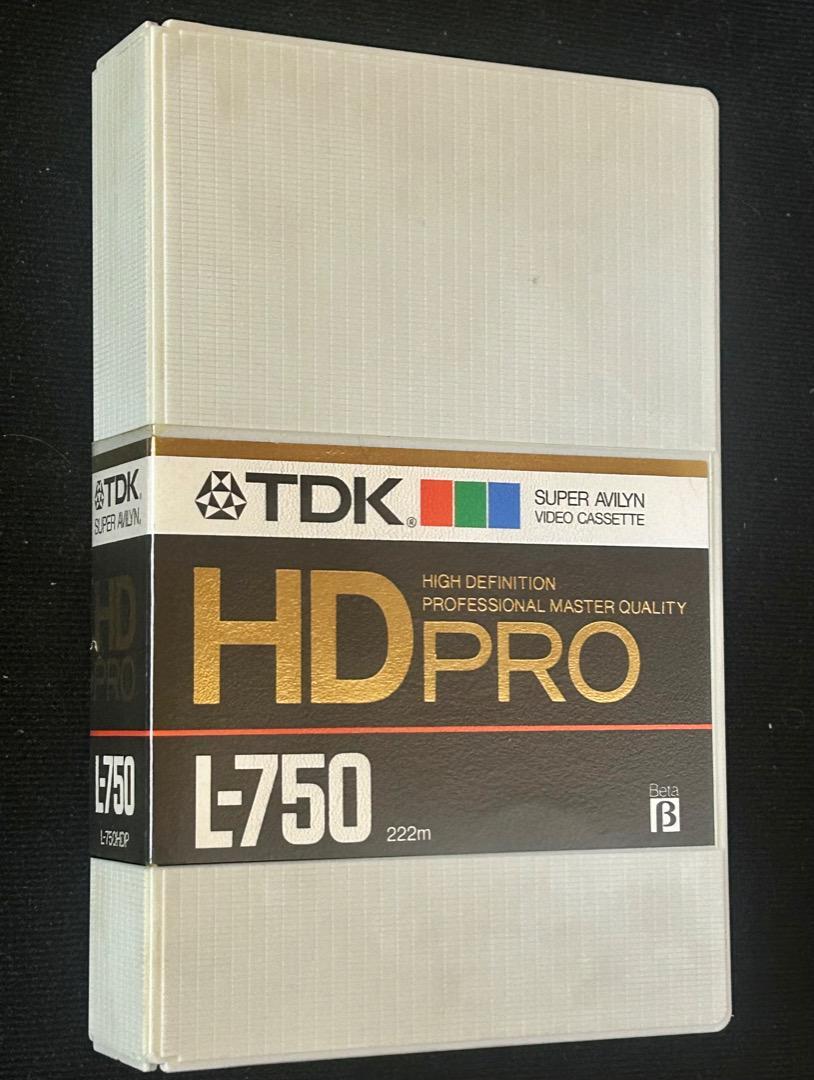 TDK®
SUPER AVILYN
VIDEO CASSETTE
HIGH DEFINITION
PROFESSIONAL MASTER QUALITY
HD PRO
L-750
222m
Beta
β
TDK®
SUPER AVILYN
HD
PRO
L-750
L-750HDP